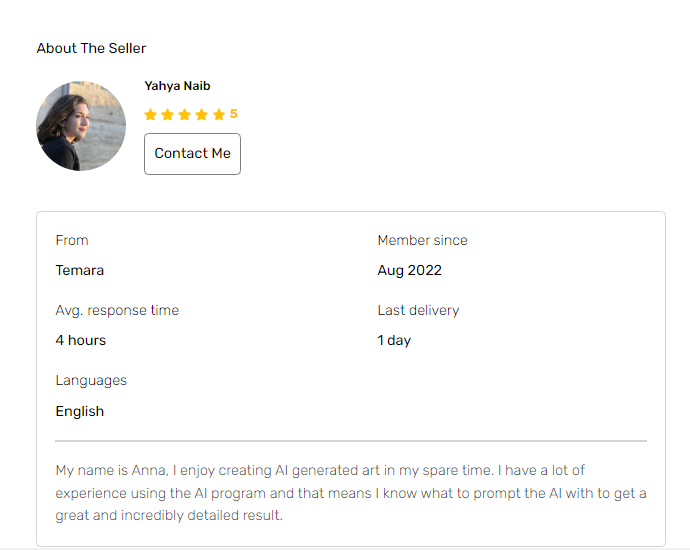 About The Seller
Yahya Naib
5
Contact Me
From
Temara
Member since
Aug 2022
Avg. response time
4 hours
Last delivery
1 day
Languages
English
My name is Anna, I enjoy creating AI generated art in my spare time. I have a lot of
experience using the AI program and that means I know what to prompt the AI with to get a
great and incredibly detailed result.